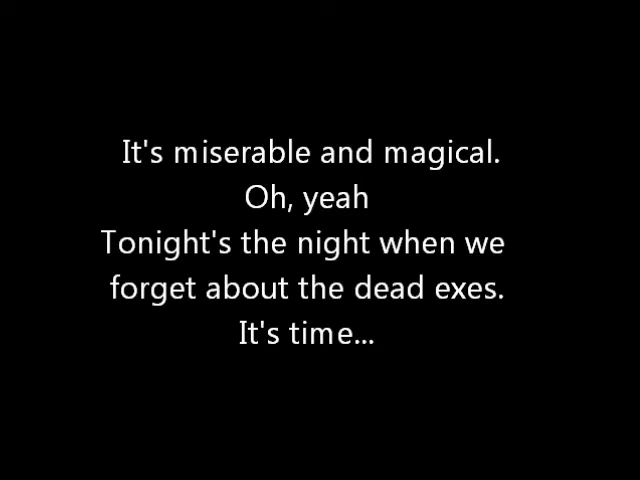 It's miserable and magical.
Oh, yeah
Tonight's the night when we
forget about the dead exes.
It's time...